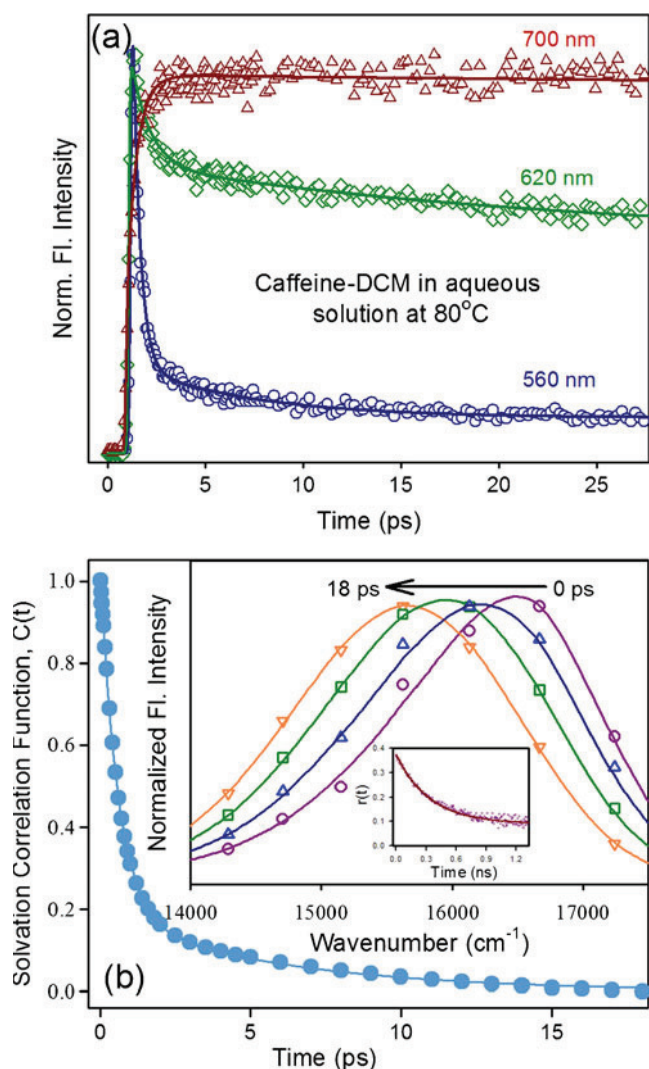 (a)
700 nm
620 nm
Caffeine-DCM in aqueous
solution at 80°C
560 nm
Norm. Fl. Intensity
0 5 10 15 20 25
Time (ps)
1.0
0.8
0.6
0.4
0.2
0.0
Solvation Correlation Function, C(t)
18 ps
0 ps
Normalized Fl. Intensity
0.4
0.3
0.2
0.1
0.0
r(t)
0.0 0.3 0.6 0.9 1.2
Time (ns)
14000 15000 16000 17000
Wavenumber (cm⁻¹)
(b)
0 5 10 15
Time (ps)